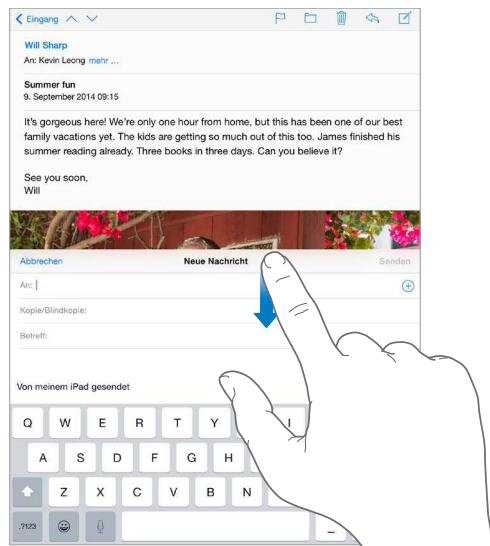 Eingang
Will Sharp
An: Kevin Leong mehr ...
Summer fun
9. September 2014 09:15
It's gorgeous here! We're only one hour from home, but this has been one of our best
family vacations yet. The kids are getting so much out of this too. James finished his
summer reading already. Three books in three days. Can you believe it?
See you soon,
Will
Abbrechen Neue Nachricht Senden
An:
Kopie/Blindkopie:
Betreff:
Von meinem iPad gesendet
Q W E R T Y I
A S D F G H
Z X C V B N
.?123